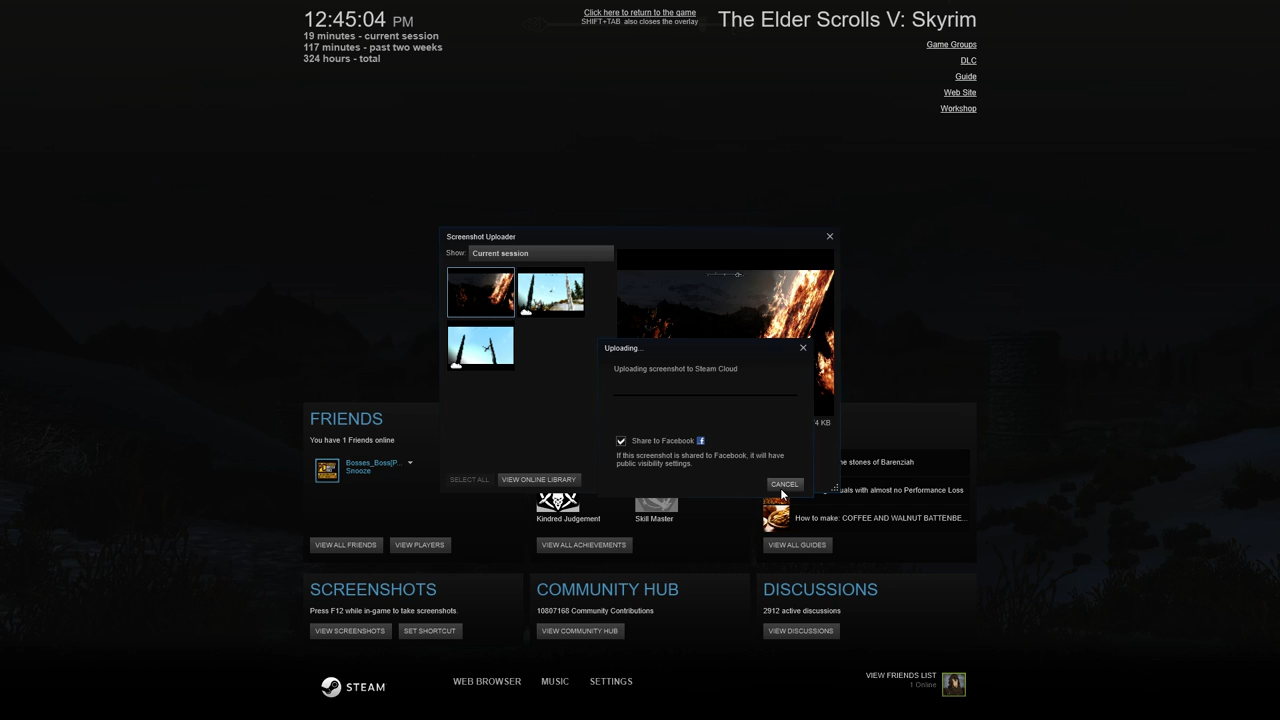 12:45:04 PM
19 minutes - current session
117 minutes - past two weeks
324 hours - total
Click here to return to the game
SHIFT+TAB also closes the overlay
The Elder Scrolls V: Skyrim
Game Groups
DLC
Guide
Web Site
Workshop
Screenshot Uploader
Show: Current session
Uploading...
Uploading screenshot to Steam Cloud
Share to Facebook
If this screenshot is shared to Facebook, it will have
public visibility settings.
CANCEL
4 KB
SELECT ALL
VIEW ONLINE LIBRARY
FRIENDS
You have 1 Friends online
Bosses_Boss[P...
Snooze
VIEW ALL FRIENDS
VIEW PLAYERS
Kindred Judgement
Skill Master
VIEW ALL ACHIEVEMENTS
stones of Barenziah
with almost no Performance Loss
How to make: COFFEE AND WALNUT BATTENBE...
VIEW ALL GUIDES
SCREENSHOTS
Press F12 while in-game to take screenshots.
VIEW SCREENSHOTS
SET SHORTCUT
COMMUNITY HUB
10807168 Community Contributions
VIEW COMMUNITY HUB
DISCUSSIONS
2912 active discussions
VIEW DISCUSSIONS
STEAM
WEB BROWSER
MUSIC
SETTINGS
VIEW FRIENDS LIST
1 Online